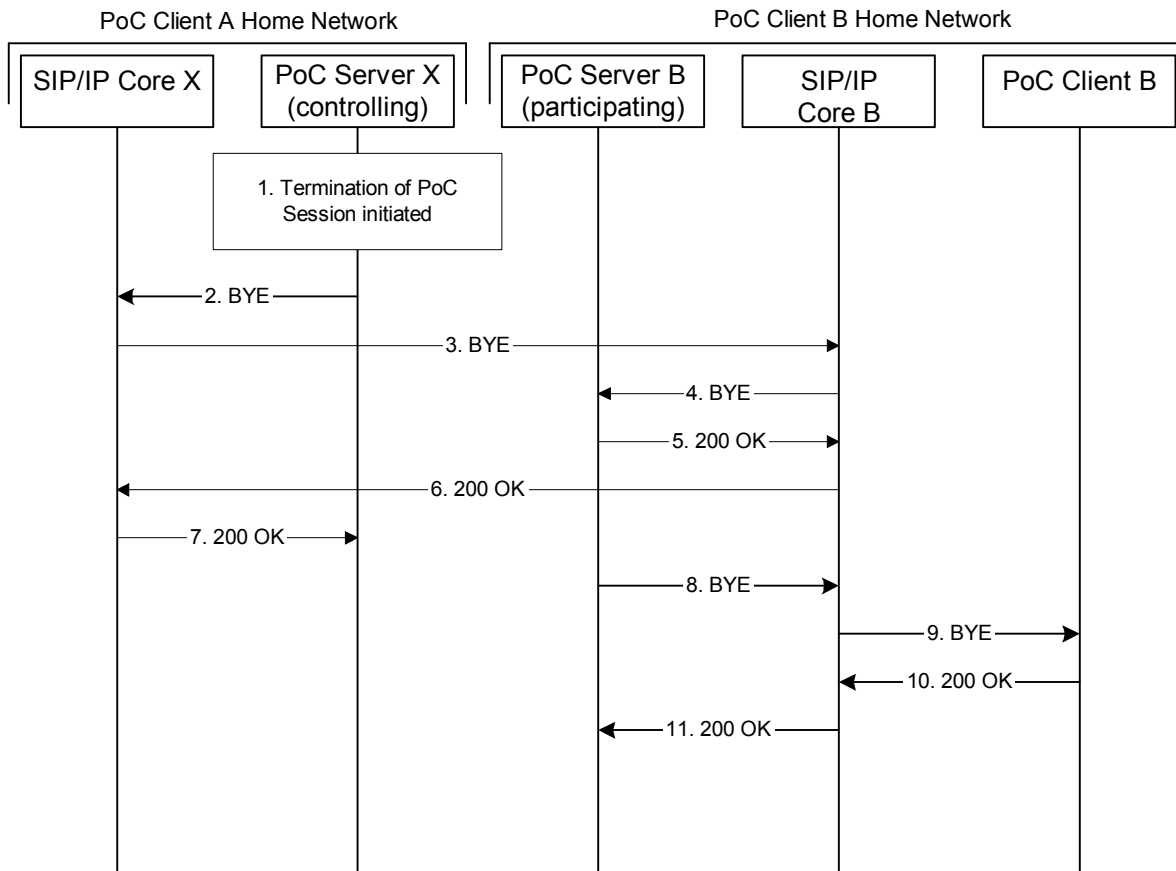 PoC Client A Home Network
PoC Client B Home Network
SIP/IP Core X
PoC Server X
(controlling)
PoC Server B
(participating)
SIP/IP
Core B
PoC Client B
1. Termination of PoC
Session initiated
2. BYE
3. BYE
4. BYE
5. 200 OK
6. 200 OK
7. 200 OK
8. BYE
9. BYE
10. 200 OK
11. 200 OK